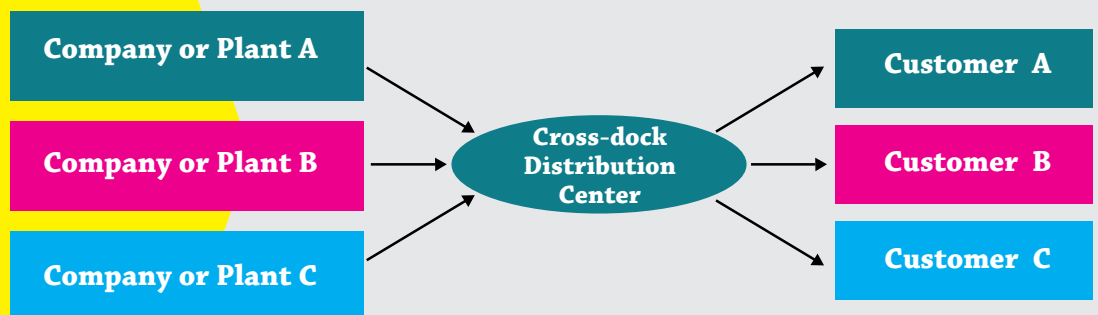 Company or Plant A
Company or Plant B
Company or Plant C
Cross-dock
Distribution
Center
Customer A
Customer B
Customer C